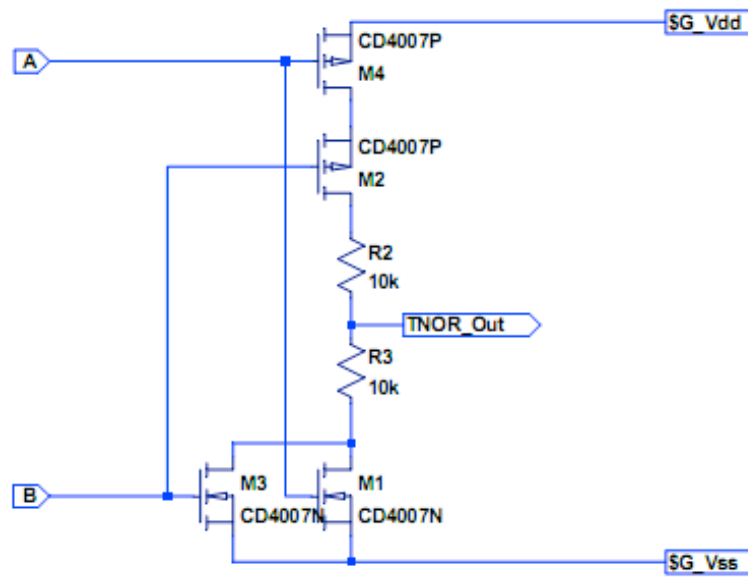 $G_Vdd
CD4007P
A
M4
CD4007P
M2
R2
10k
TNOR_Out
R3
10k
M3
M1
B
CD4007N
CD4007N
$G_Vss